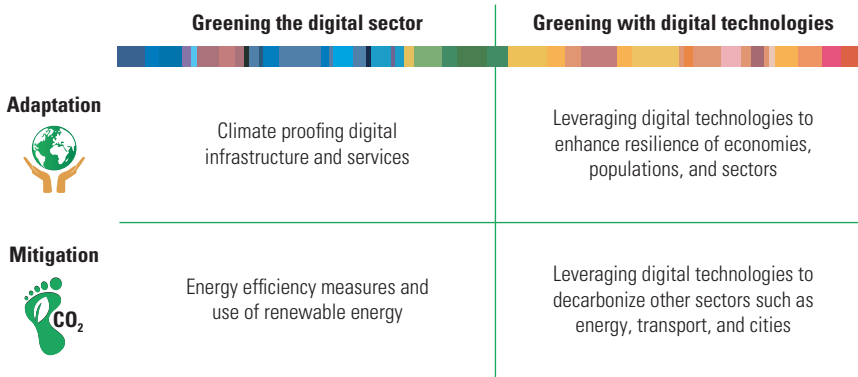 Greening the digital sector
Greening with digital technologies
Adaptation
Climate proofing digital
infrastructure and services
Leveraging digital technologies to
enhance resilience of economies,
populations, and sectors
Mitigation
CO₂
Energy efficiency measures and
use of renewable energy
Leveraging digital technologies to
decarbonize other sectors such as
energy, transport, and cities